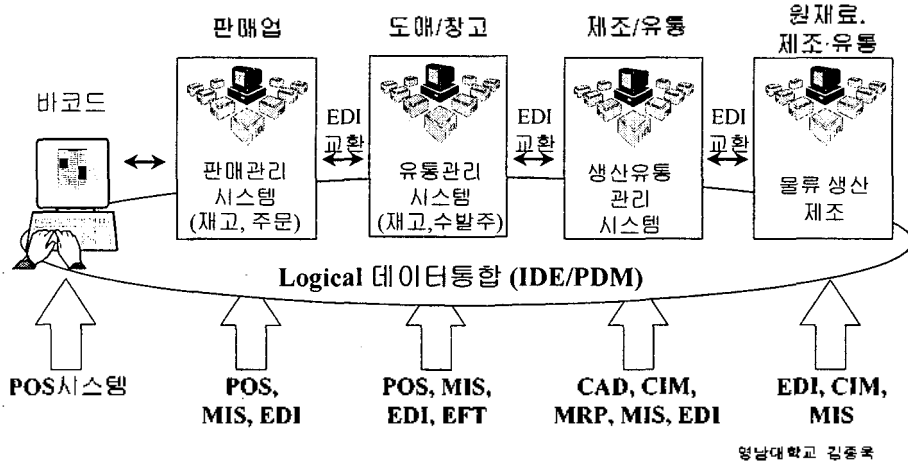 판매업
도매/창고
제조/유통
원재료.
제조·유통
바코드
EDI
교환
EDI
교환
EDI
교환
판매관리
시스템
(재고, 주문)
유통관리
시스템
(재고,수발주)
생산유통
관리
시스템
물류 생산
제조
Logical 데이터통합 (IDE/PDM)
POS시스템
POS,
MIS, EDI
POS, MIS,
EDI, EFT
CAD, CIM,
MRP, MIS, EDI
EDI, CIM,
MIS
영남대학교 김종욱